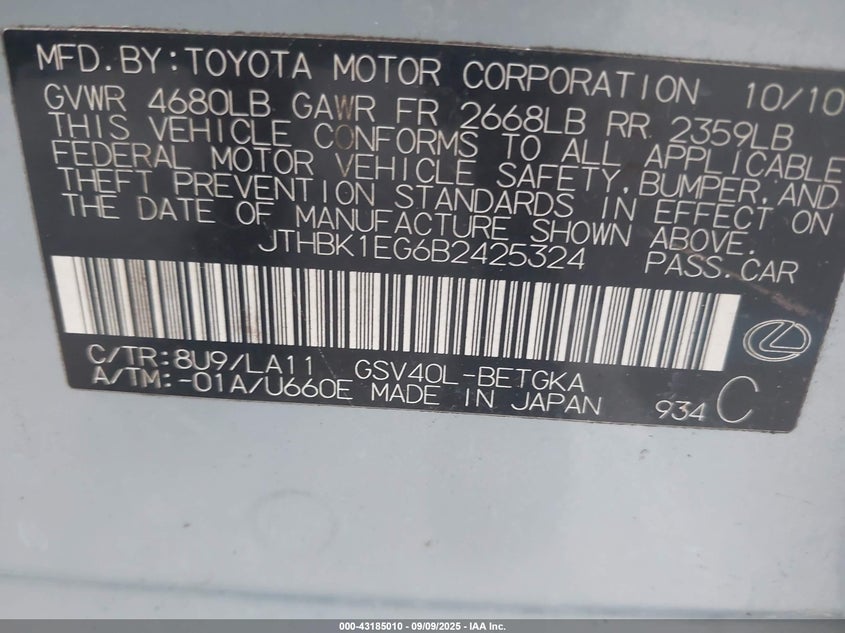 MFD.BY:TOYOTA MOTOR CORPORATION 10/10
GVWR 4680LB GAWR FR 2668LB RR 2359LB
THIS VEHICLE CONFORMS TO ALL APPLICABLE
FEDERAL MOTOR VEHICLE SAFETY,BUMPER,AND
THEFT PREVENTION STANDARDS IN EFFECT ON
THE DATE OF MANUFACTURE SHOWN ABOVE.
JTHBK1EG6B2425324 PASS.CAR
C/TR:8U9/LA11 GSV40L-BETGKA
A/TM:-01A/U660E MADE IN JAPAN 934 C
000-43185010 - 09/09/2025 - IAA Inc.